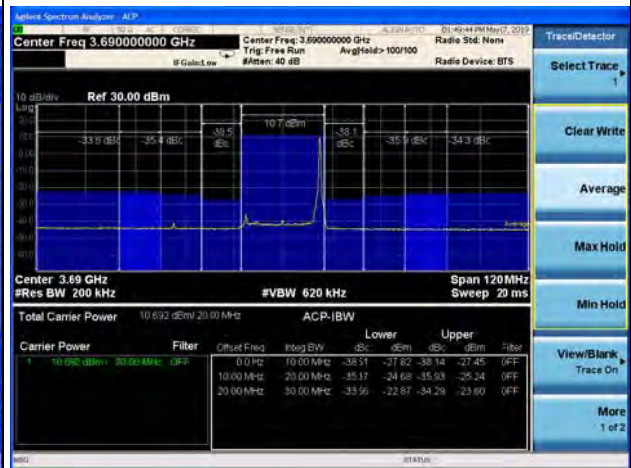 Agilent Spectrum Analyzer - ACP
01:49:44 PM May 17, 2019
Center Freq 3.690000000 GHz
Center Freq: 3.690000000 GHz
Radio Std: None
Trig: Free Run
Avg|Hold:> 100/100
IFGain:Low
#Atten: 40 dB
Radio Device: BTS
10 dB/div
Ref 30.00 dBm
Log
10.7 dBm
-33.6 dBc
-35.4 dBc
-38.5 dBc
-38.1 dBc
-35.9 dBc
-34.3 dBc
Average
Center 3.69 GHz
Span 120 MHz
#Res BW 200 kHz
#VBW 620 kHz
Sweep 20 ms
Total Carrier Power
10.692 dBm/ 20.00 MHz
ACP-IBW
Lower
Upper
Carrier Power
Filter
Offset Freq
Integ BW
dBc
dBm
dBc
dBm
Filter
1 10.692 dBm / 20.00 MHz OFF
0.0 Hz 10.00 MHz -38.51 -27.82 -38.14 -27.45 OFF
10.00 MHz 20.00 MHz -35.37 -24.68 -35.93 -25.24 OFF
20.00 MHz 30.00 MHz -33.56 -22.87 -34.29 -23.60 OFF
MSG
STATUS
Trace/Detector
Select Trace
1
Clear Write
Average
Max Hold
Min Hold
View/Blank
Trace On
More
1 of 2